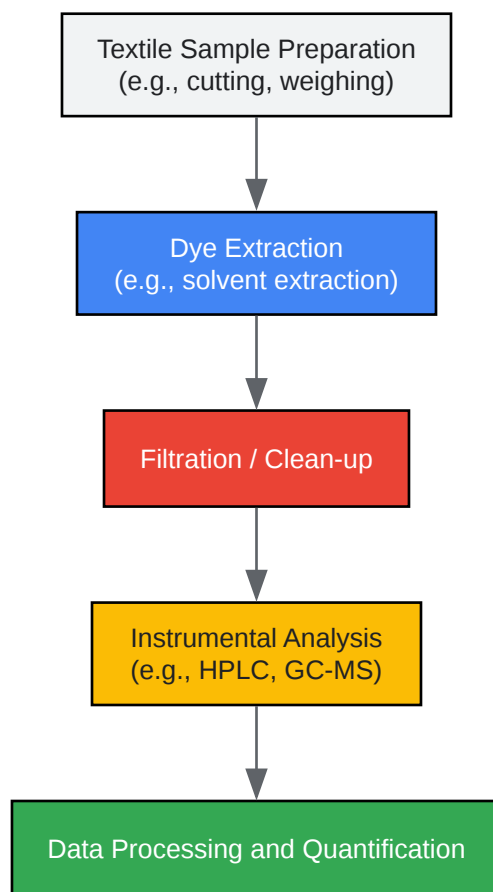 Textile Sample Preparation
(e.g., cutting, weighing)
Dye Extraction
(e.g., solvent extraction)
Filtration / Clean-up
Instrumental Analysis
(e.g., HPLC, GC-MS)
Data Processing and Quantification